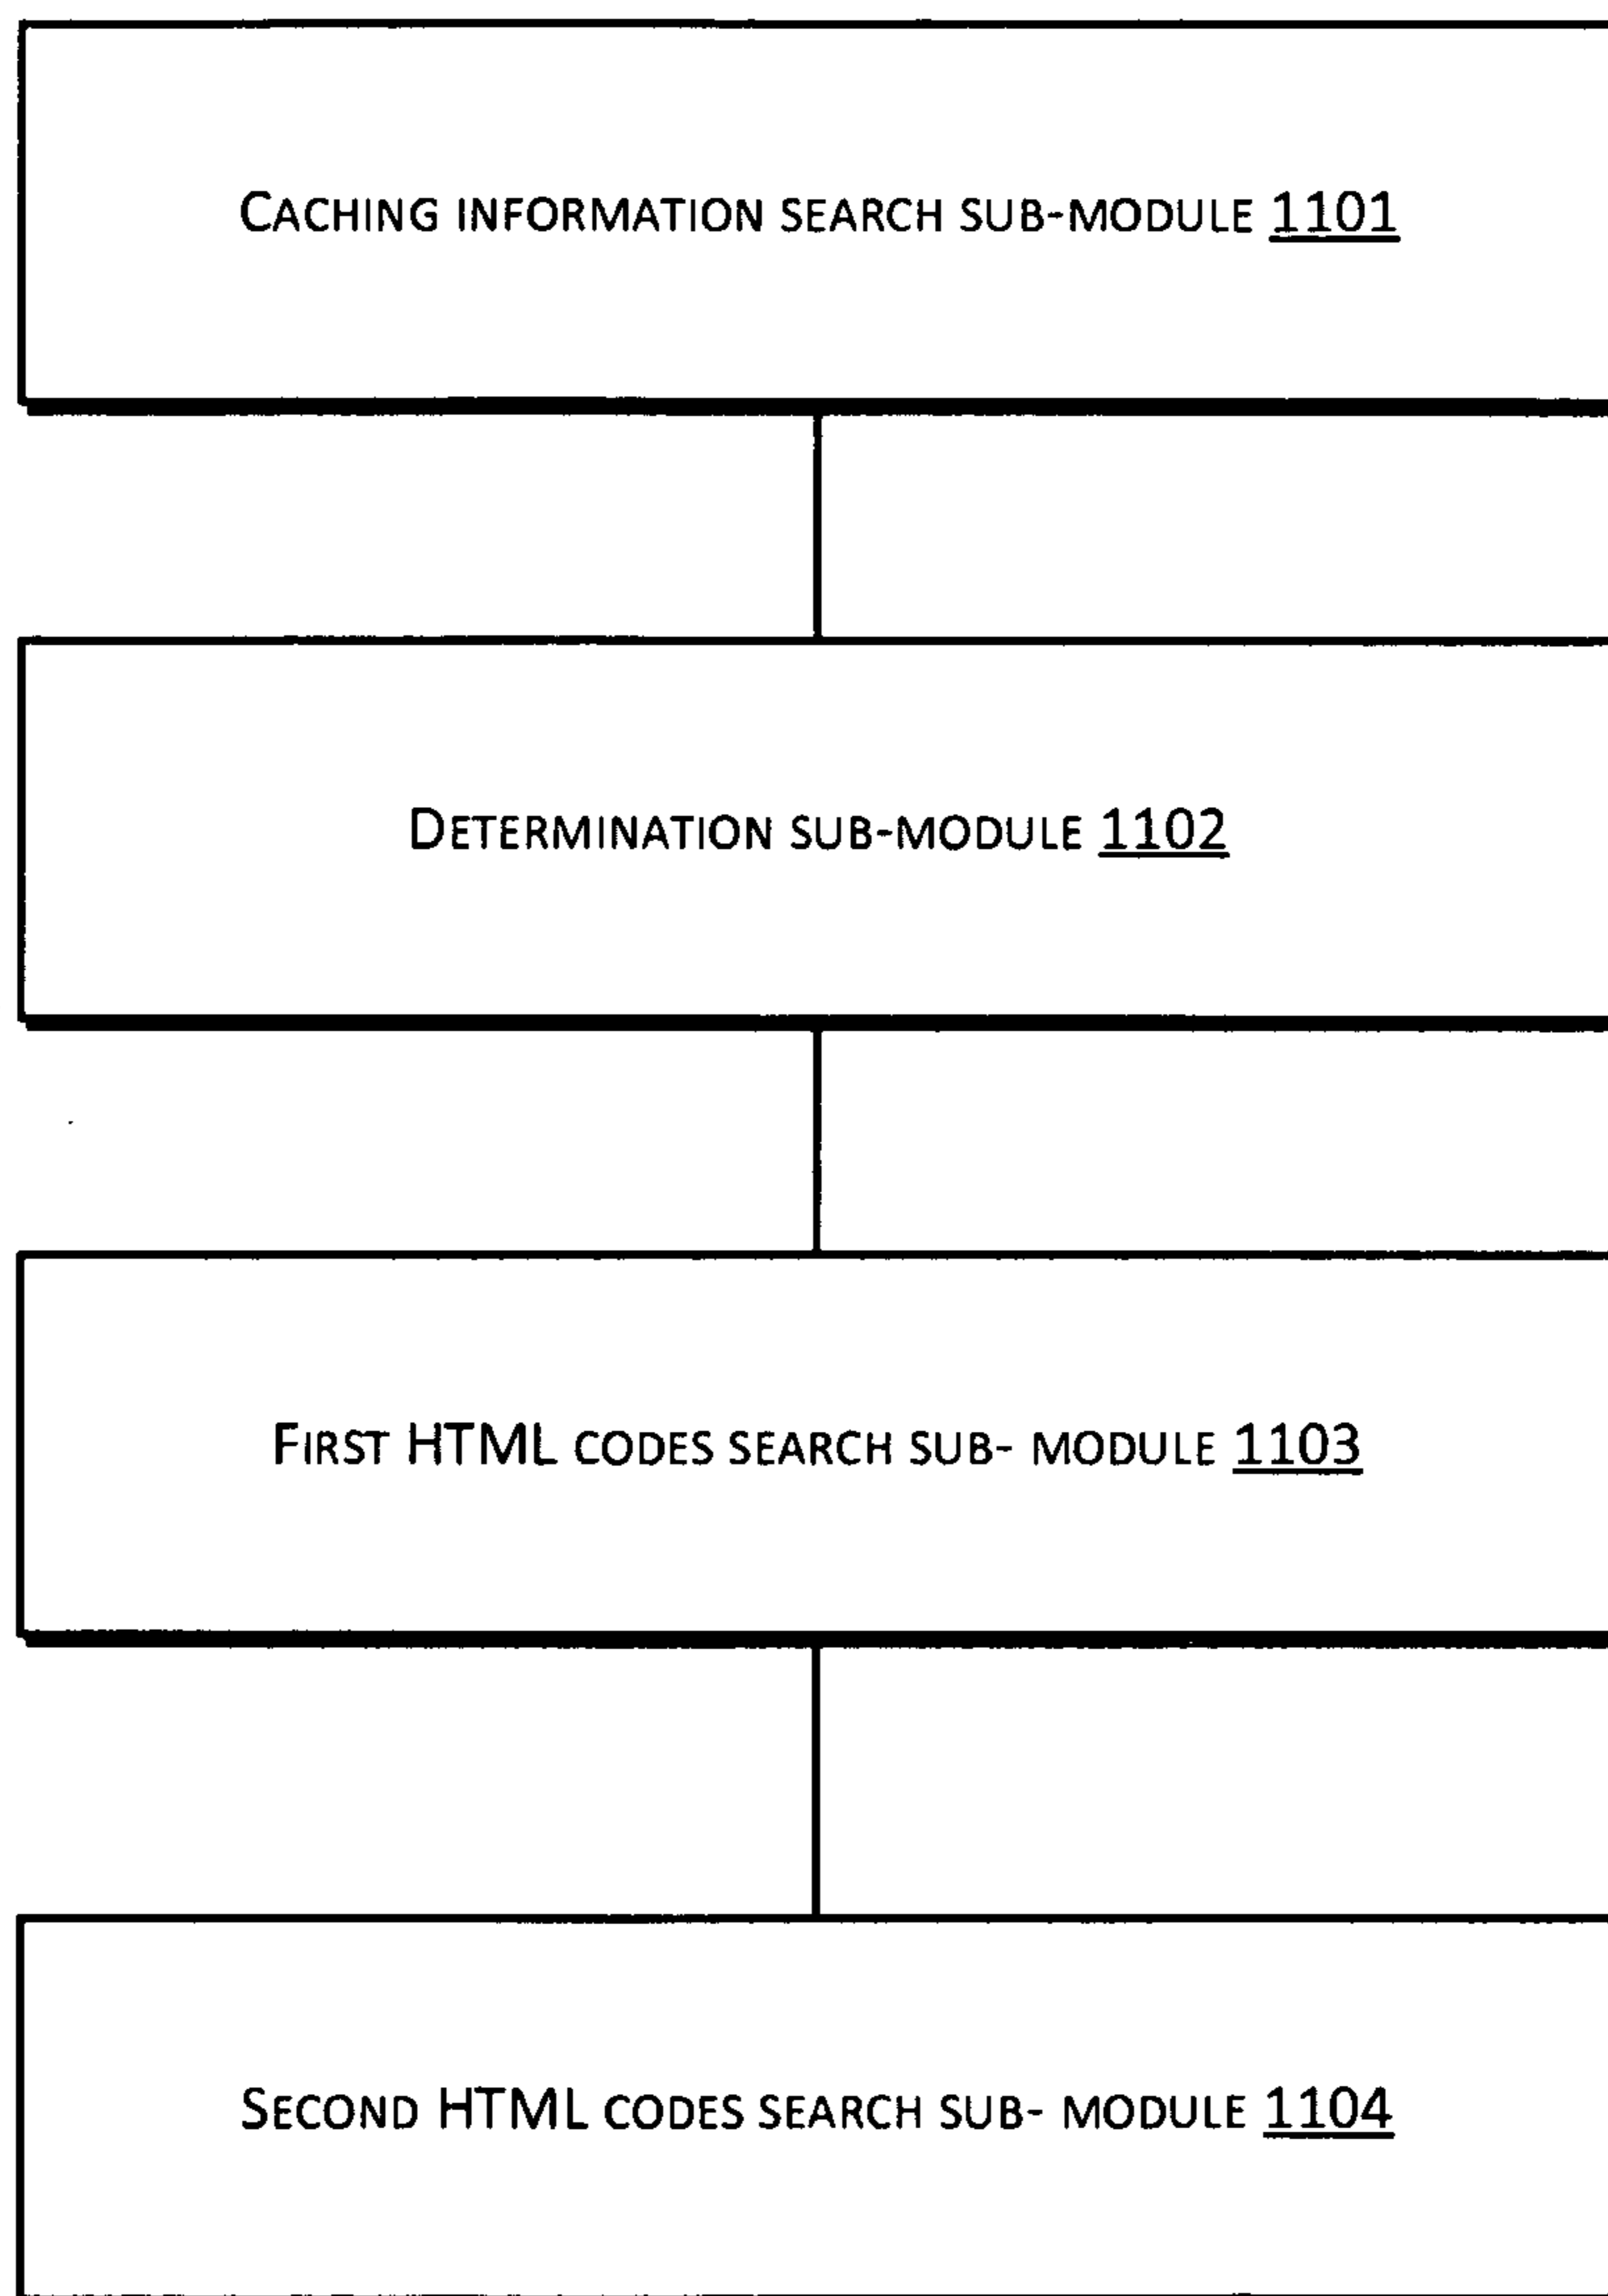 CACHING INFORMATION SEARCH SUB-MODULE 1101
DETERMINATION SUB-MODULE 1102
FIRST HTML CODES SEARCH SUB- MODULE 1103
SECOND HTML CODES SEARCH SUB- MODULE 1104